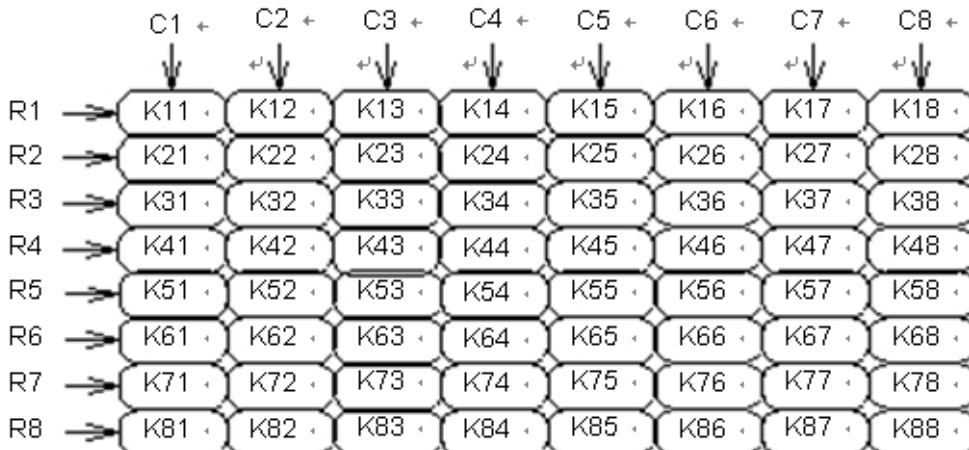 C1 C2 C3 C4 C5 C6 C7 C8
R1 K11 K12 K13 K14 K15 K16 K17 K18
R2 K21 K22 K23 K24 K25 K26 K27 K28
R3 K31 K32 K33 K34 K35 K36 K37 K38
R4 K41 K42 K43 K44 K45 K46 K47 K48
R5 K51 K52 K53 K54 K55 K56 K57 K58
R6 K61 K62 K63 K64 K65 K66 K67 K68
R7 K71 K72 K73 K74 K75 K76 K77 K78
R8 K81 K82 K83 K84 K85 K86 K87 K88